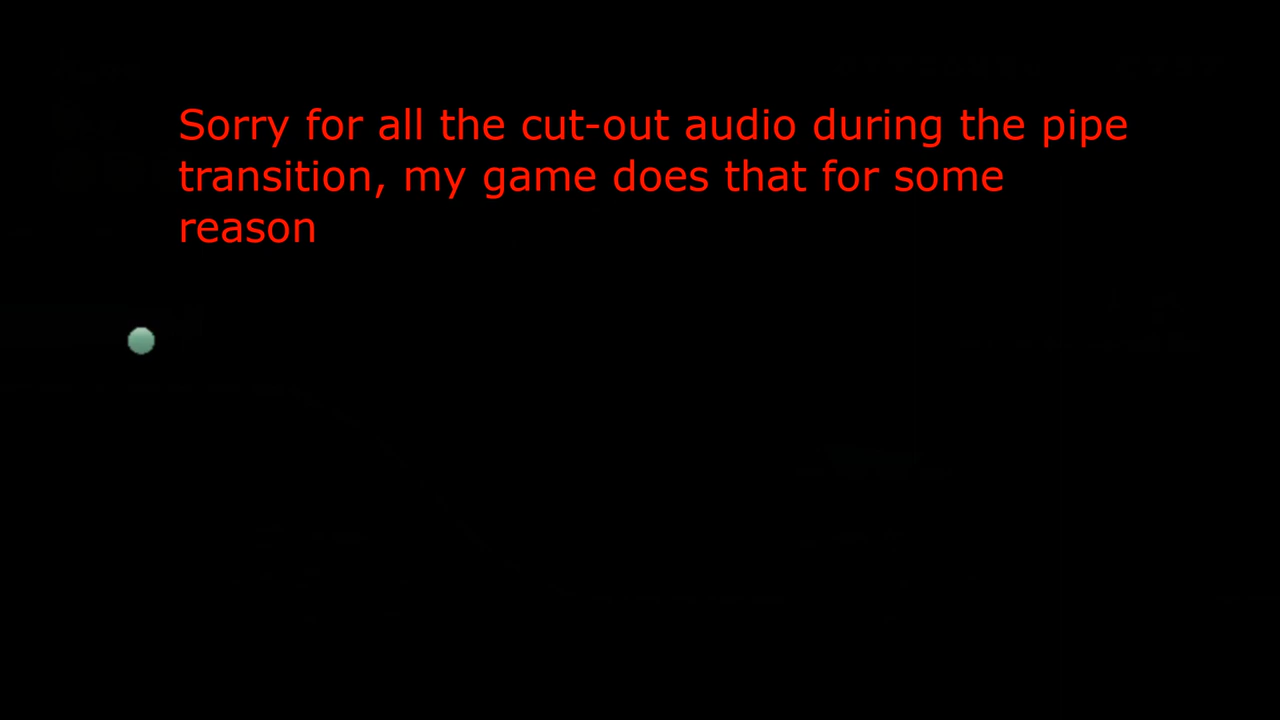 Sorry for all the cut-out audio during the pipe
transition, my game does that for some
reason